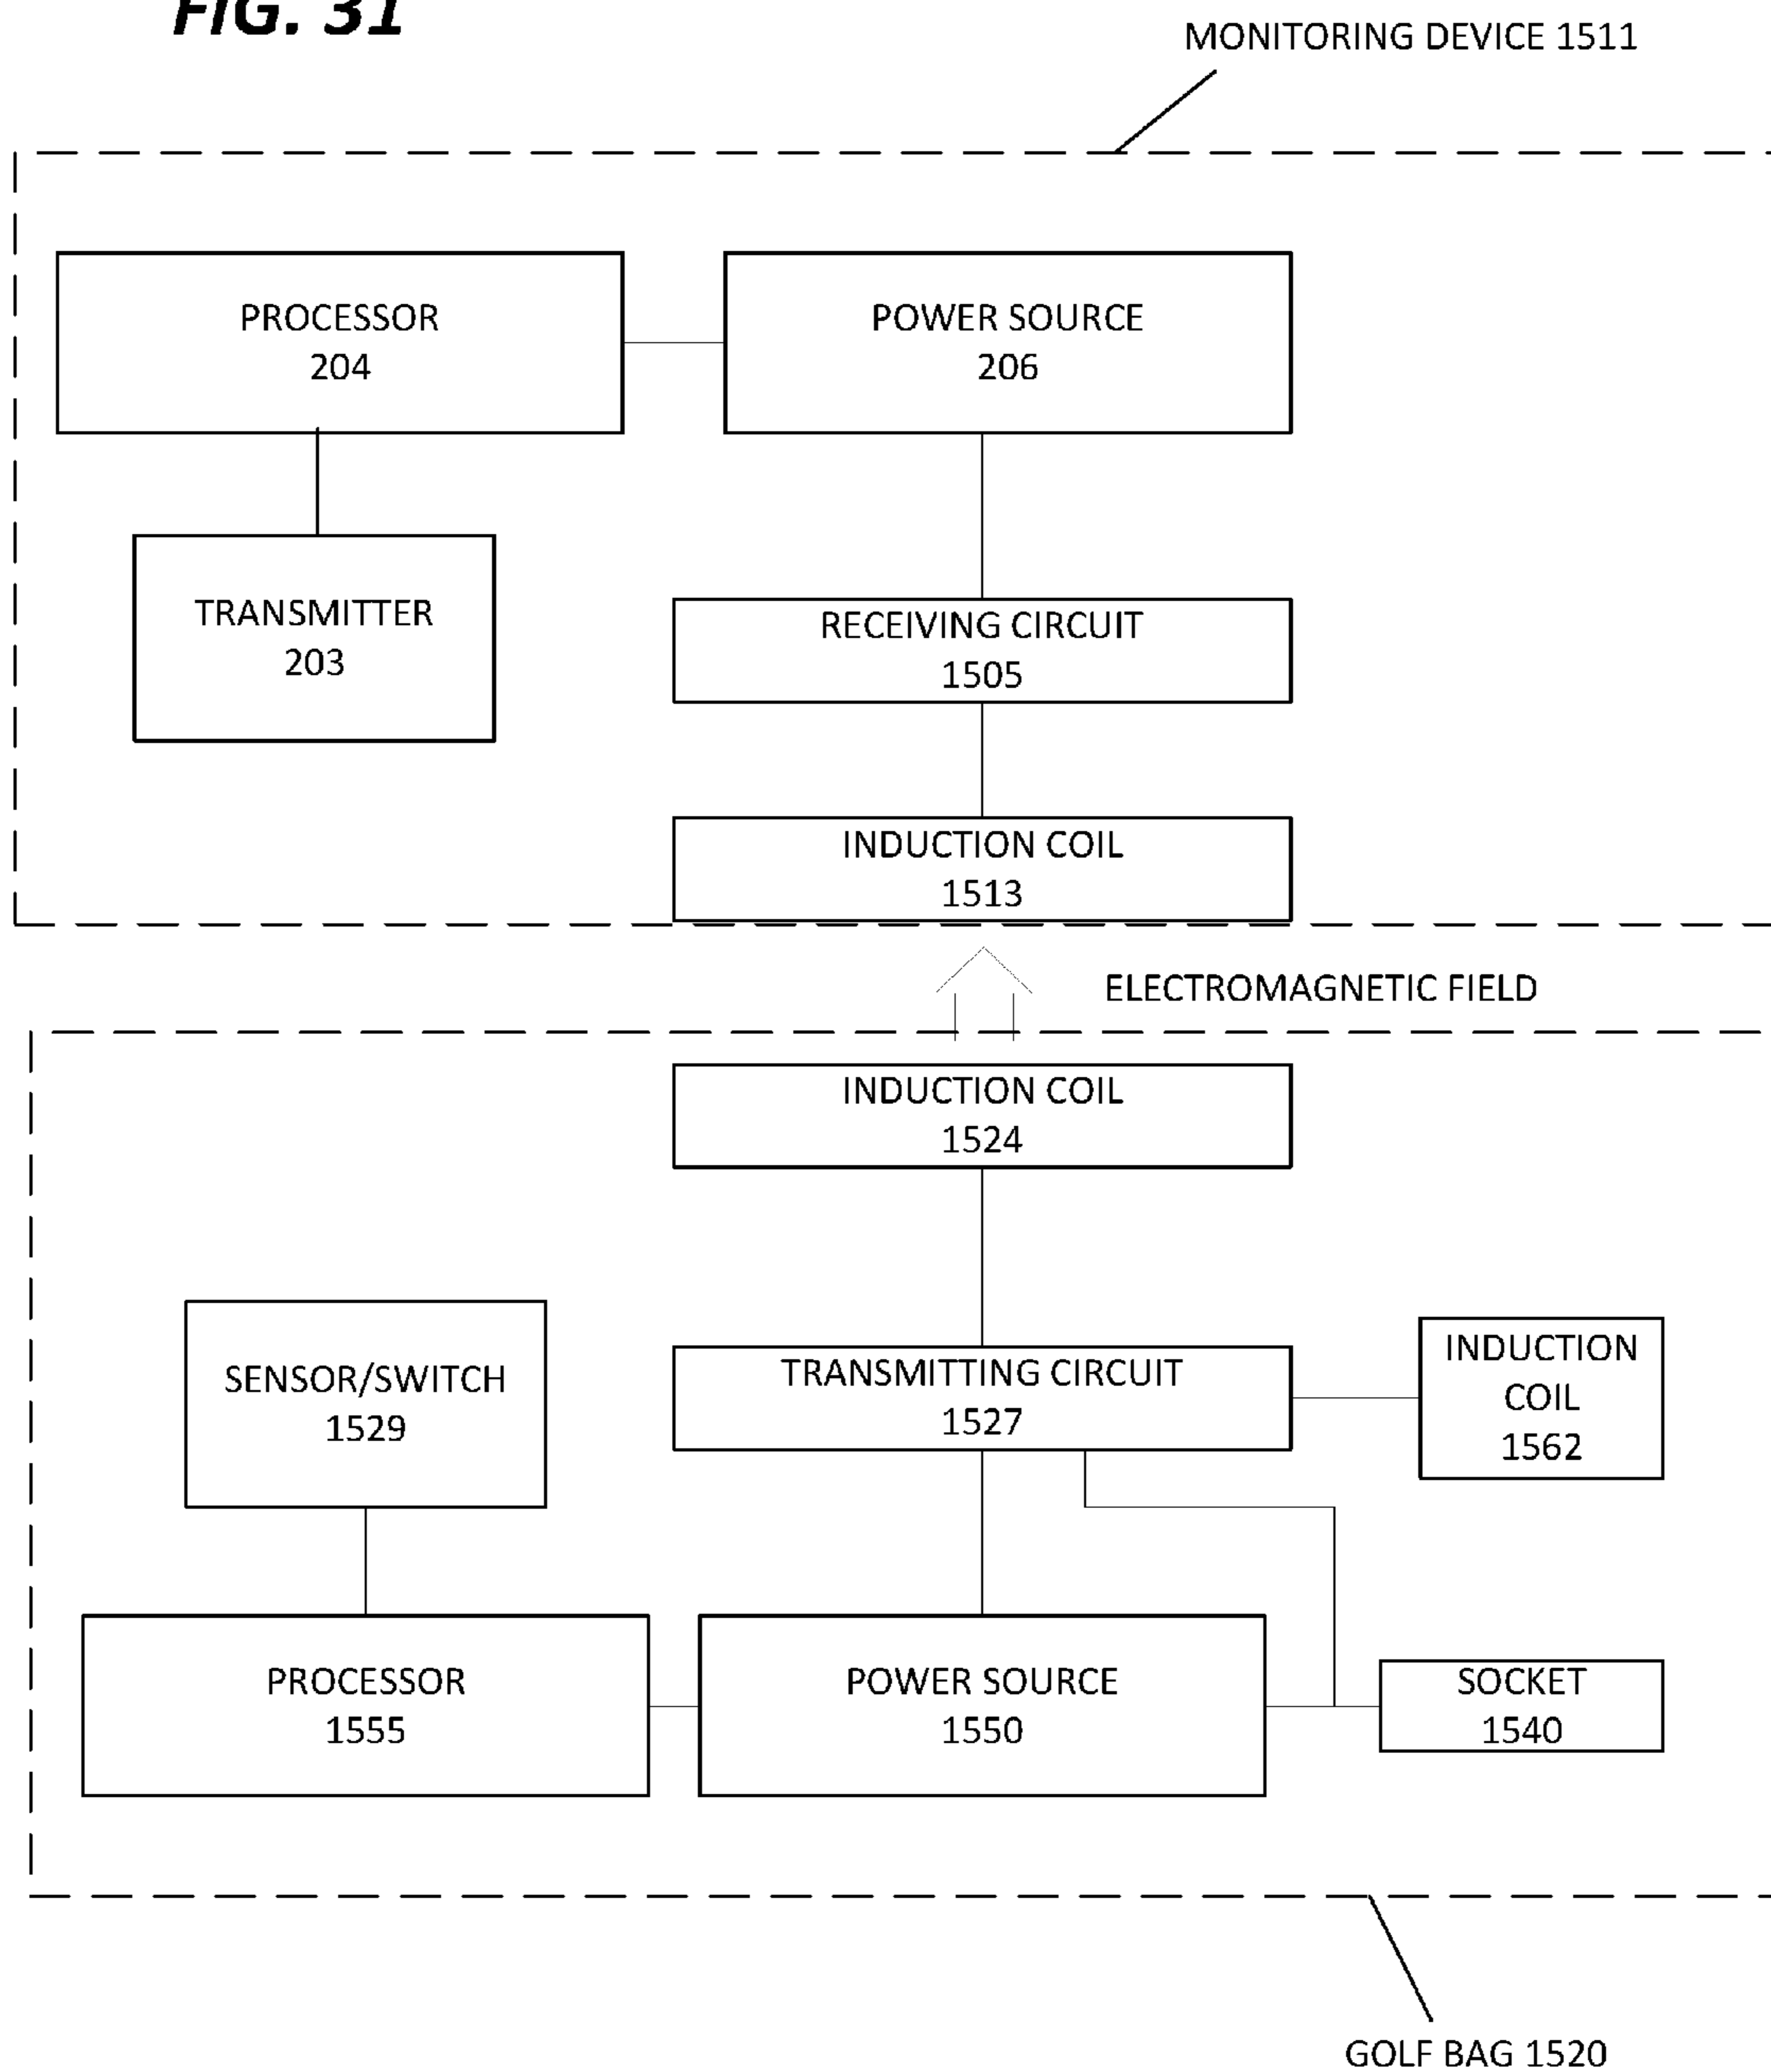 FIG. 31
MONITORING DEVICE 1511
PROCESSOR
204
POWER SOURCE
206
TRANSMITTER
203
RECEIVING CIRCUIT
1505
INDUCTION COIL
1513
ELECTROMAGNETIC FIELD
INDUCTION COIL
1524
SENSOR/SWITCH
1529
TRANSMITTING CIRCUIT
1527
INDUCTION
COIL
1562
PROCESSOR
1555
POWER SOURCE
1550
SOCKET
1540
GOLF BAG 1520